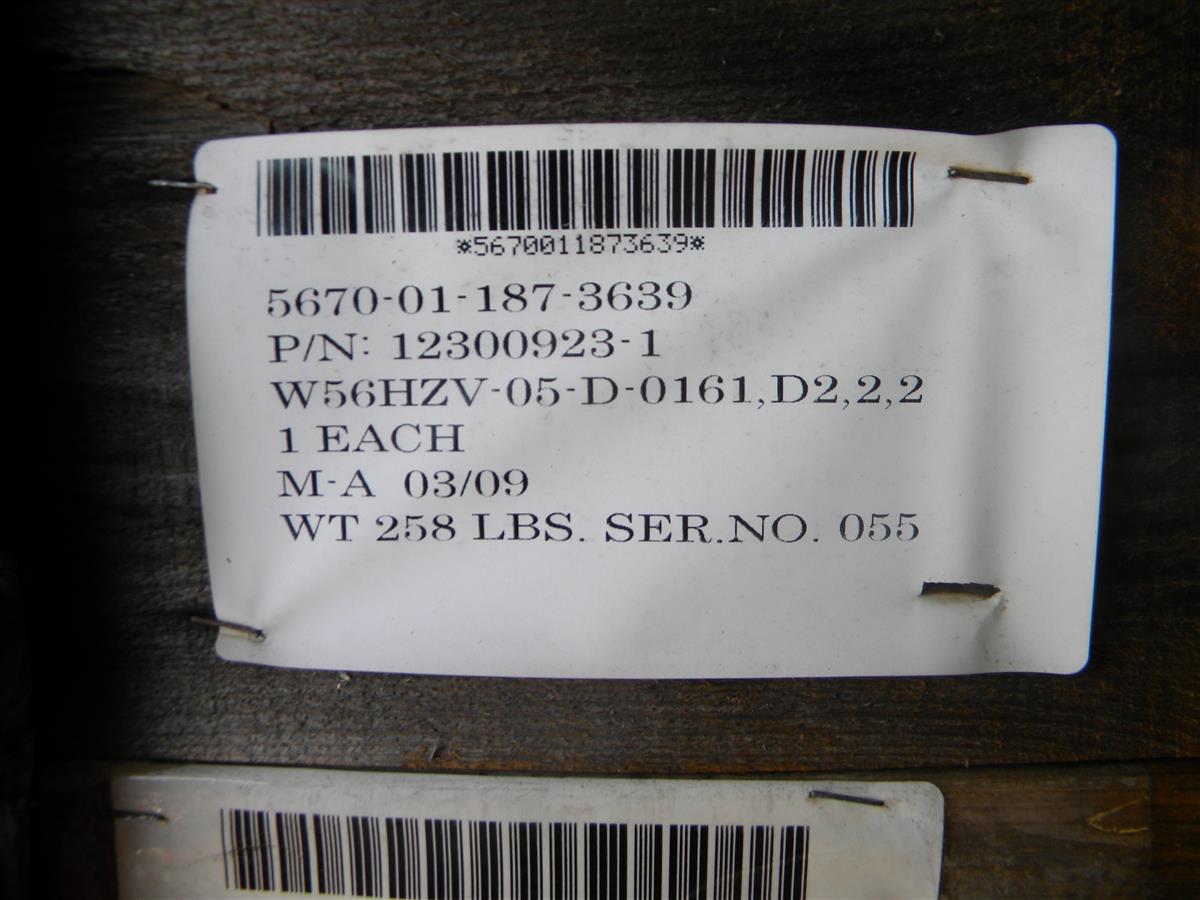 *5670011873639*
5670-01-187-3639
P/N: 12300923-1
W56HZV-05-D-0161,D2,2,2
1 EACH
M-A 03/09
WT 258 LBS. SER.NO. 055